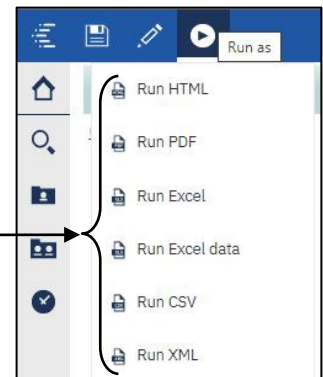 Run as
Run HTML
Run PDF
Run Excel
Run Excel data
Run CSV
Run XML